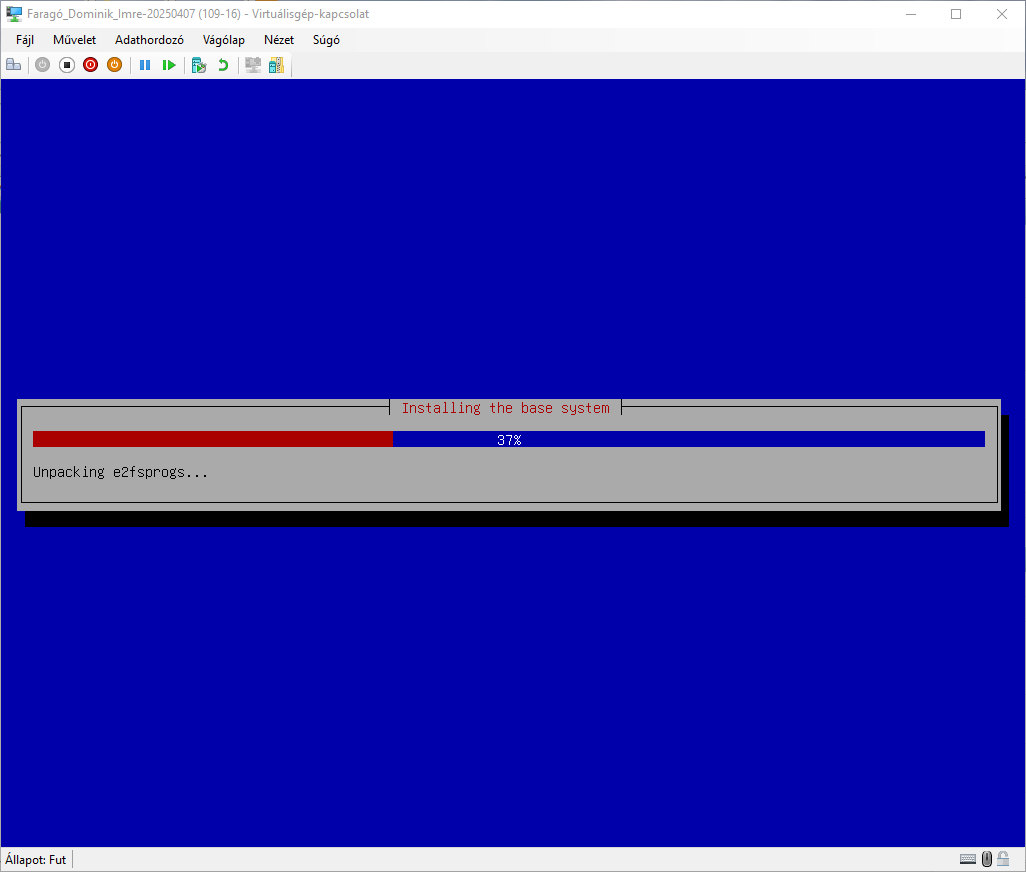 Faragó_Dominik_Imre-20250407 (109-16) - Virtuálisgép-kapcsolat
Fájl Művelet Adathordozó Vágólap Nézet Súgó
Installing the base system
37%
Unpacking e2fsprogs...
Állapot: Fut